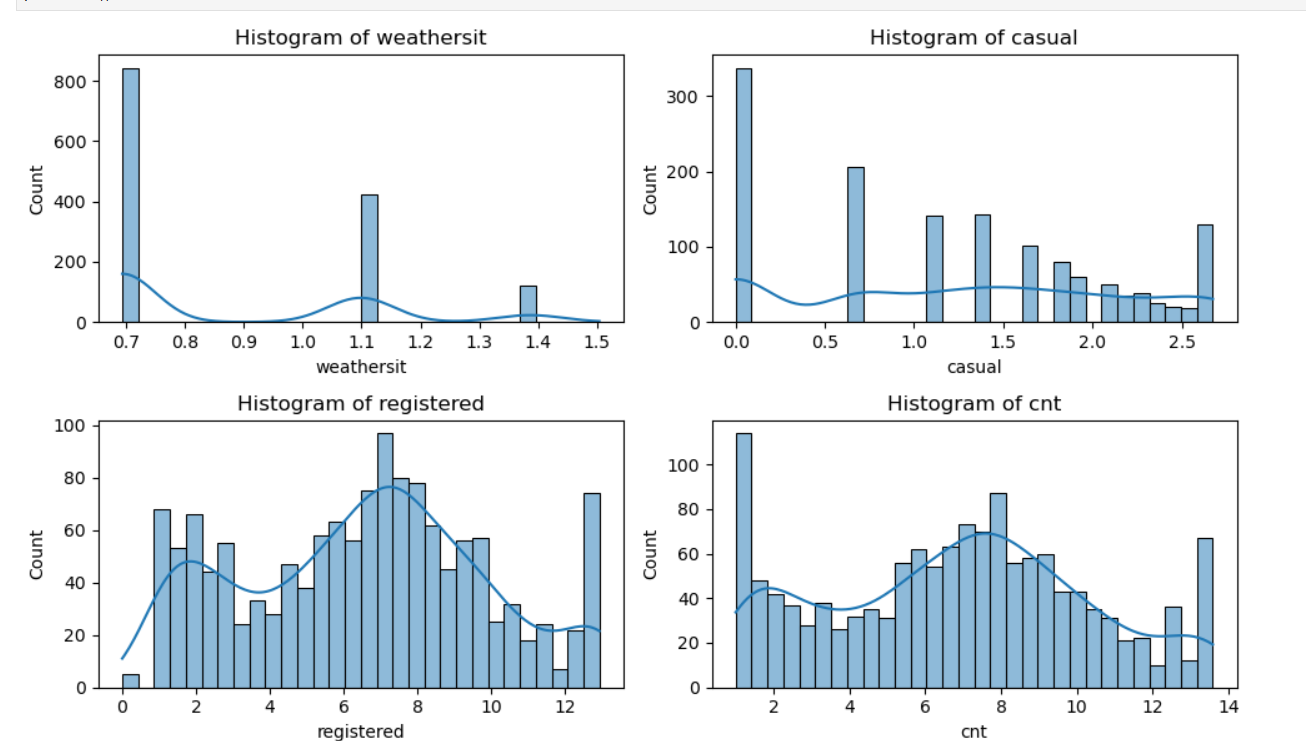 Histogram of weathersit
800
600
400
200
0
Count
0.7 0.8 0.9 1.0 1.1 1.2 1.3 1.4 1.5
weathersit
Histogram of casual
300
200
100
0
Count
0.0 0.5 1.0 1.5 2.0 2.5
casual
Histogram of registered
100
80
60
40
20
0
Count
0 2 4 6 8 10 12
registered
Histogram of cnt
100
80
60
40
20
0
Count
2 4 6 8 10 12 14
cnt